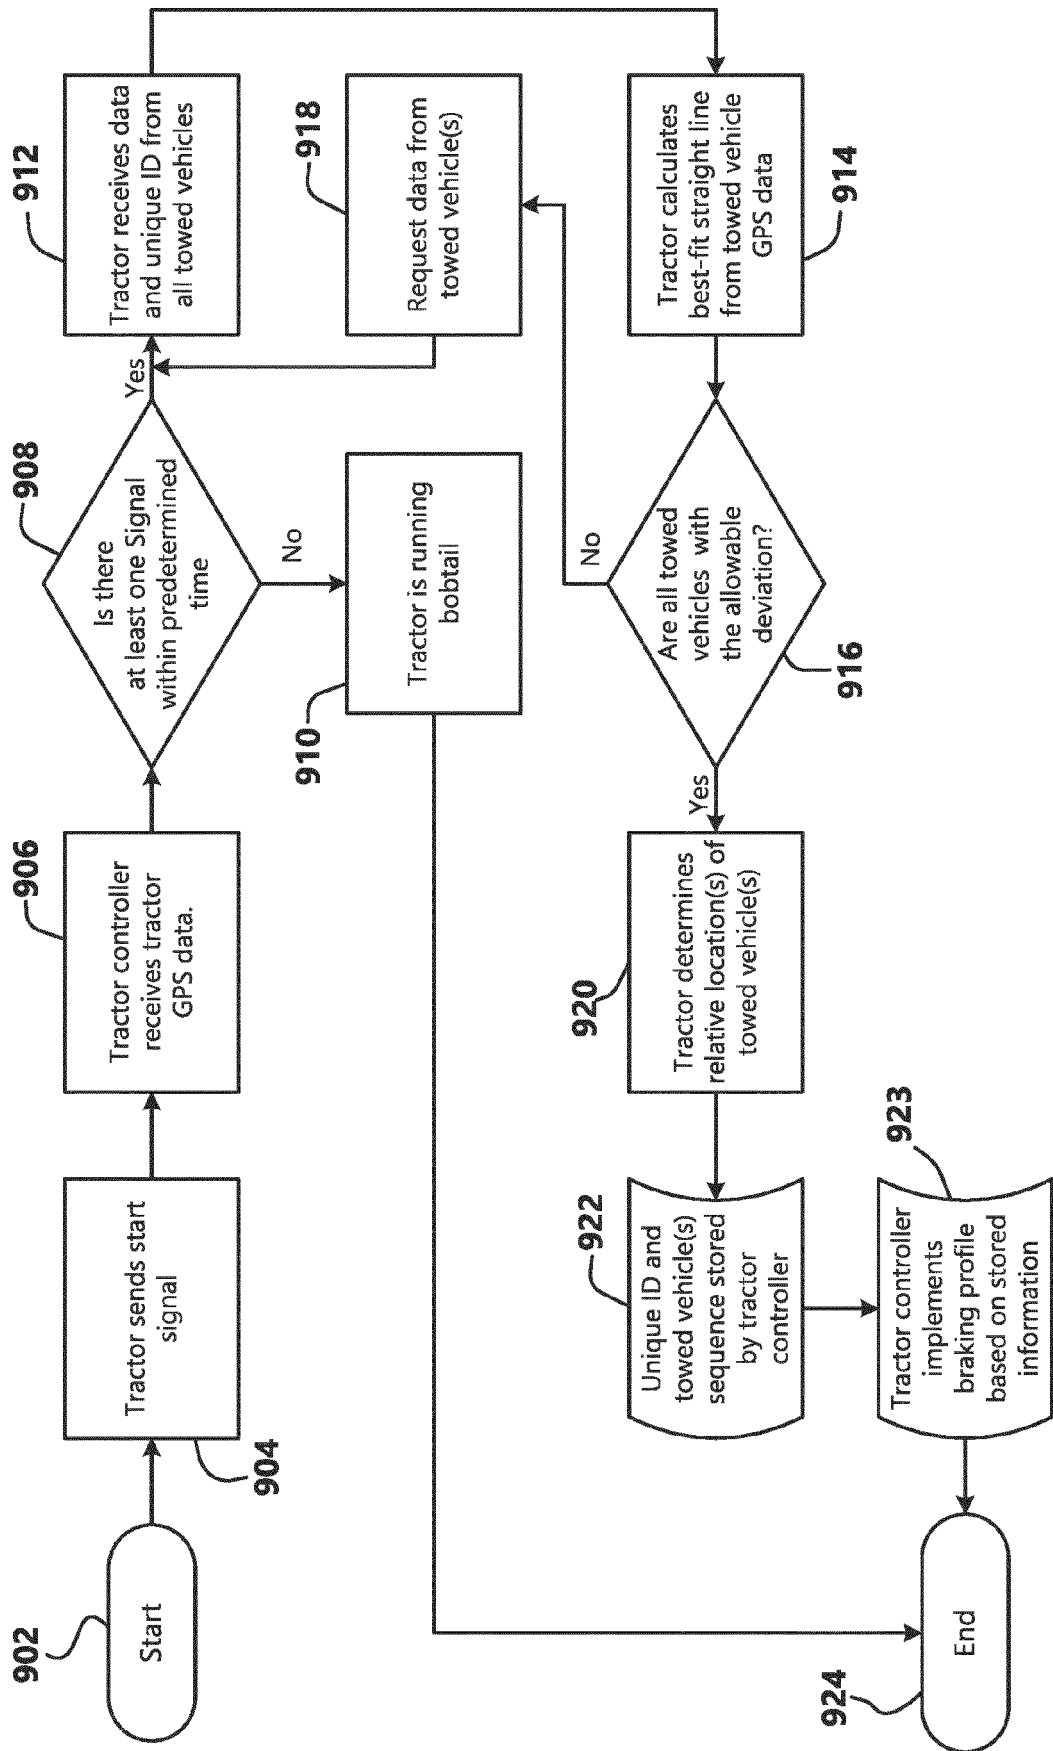 902
Start
904
Tractor sends start
signal
906
Tractor controller
receives tractor
GPS data.
908
Is there
at least one Signal
within predetermined
time
Yes
No
910
Tractor is running
bobtail
912
Tractor receives data
and unique ID from
all towed vehicles
918
Request data from
towed vehicle(s)
914
Tractor calculates
best-fit straight line
from towed vehicle
GPS data
916
Are all towed
vehicles with
the allowable
deviation?
No
Yes
920
Tractor determines
relative location(s) of
towed vehicle(s)
922
Unique ID and
towed vehicle(s)
sequence stored
by tractor
controller
923
Tractor controller
implements
braking profile
based on stored
information
924
End